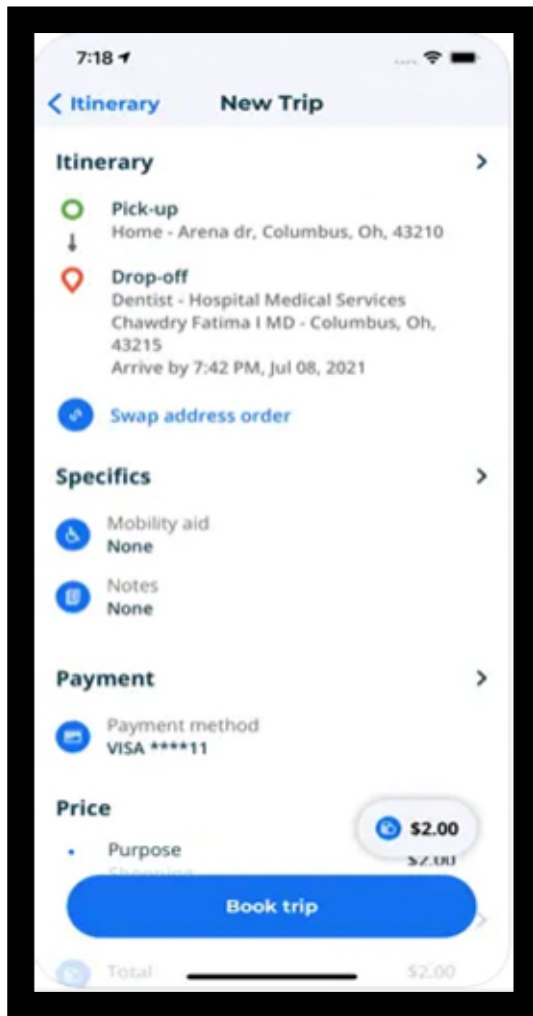 7:18
Itinerary
New Trip
Itinerary
Pick-up
Home - Arena dr, Columbus, Oh, 43210
Drop-off
Dentist - Hospital Medical Services
Chawdry Fatima I MD - Columbus, Oh,
43215
Arrive by 7:42 PM, Jul 08, 2021
Swap address order
Specifics
Mobility aid
None
Notes
None
Payment
Payment method
VISA ****11
Price
$2.00
Purpose
$2.00
Shopping
Book trip
Total
$2.00